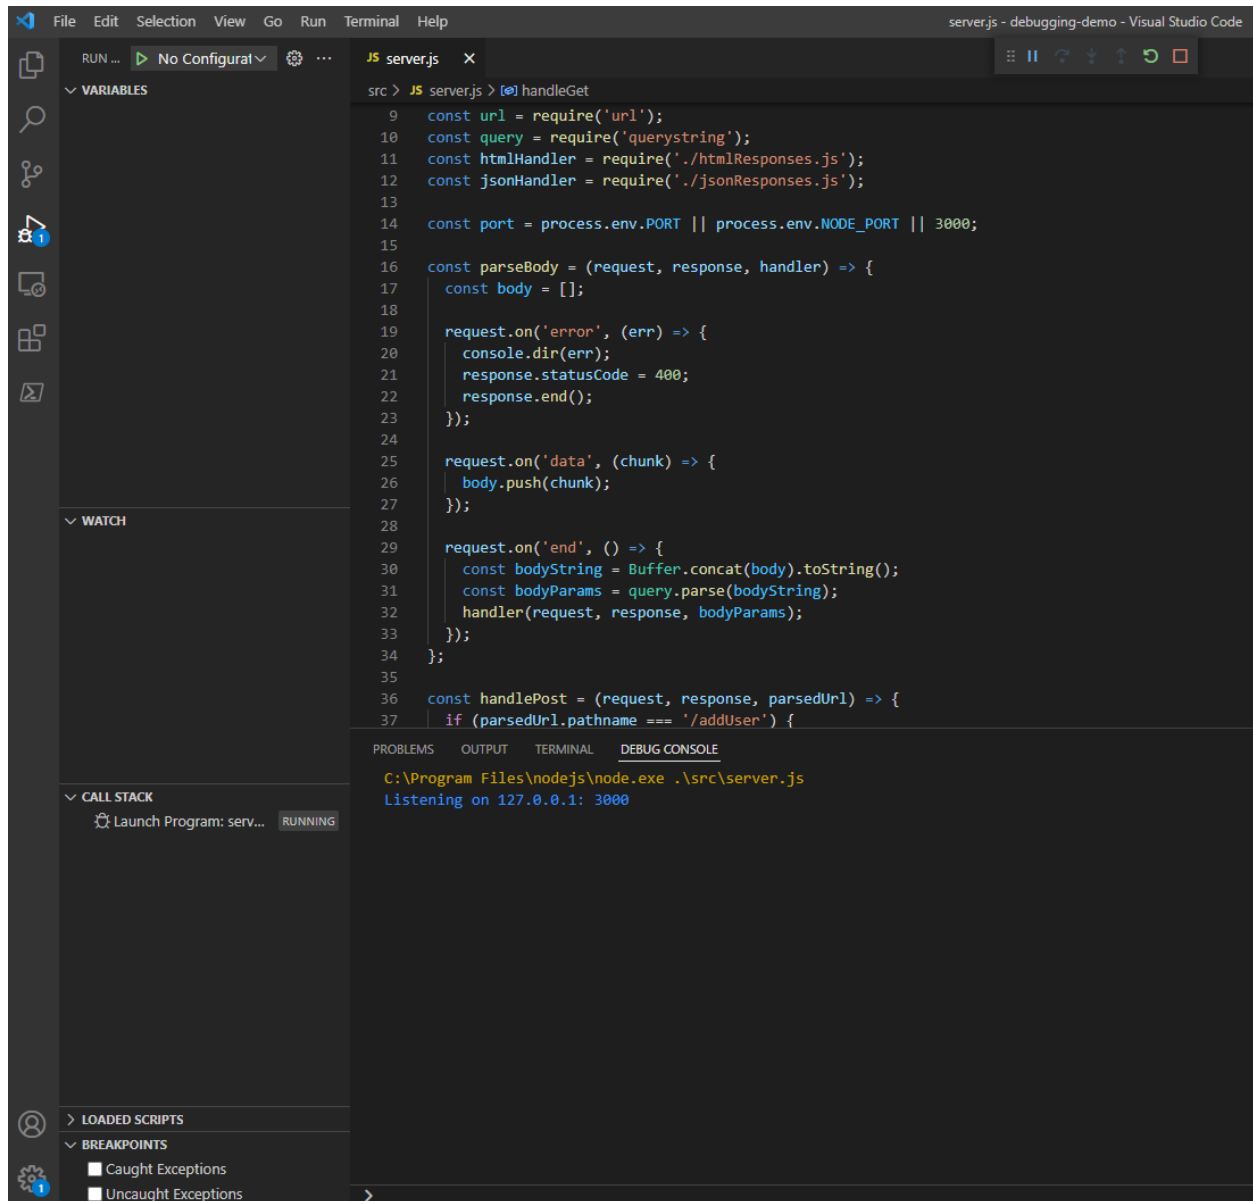 File Edit Selection View Go Run Terminal Help
server.js - debugging-demo - Visual Studio Code
RUN ... No Configurat
VARIABLES
WATCH
CALL STACK
Launch Program: serv... RUNNING
LOADED SCRIPTS
BREAKPOINTS
Caught Exceptions
Uncaught Exceptions
1
1
JS server.js
src > JS server.js > handleGet
9 const url = require('url');
10 const query = require('querystring');
11 const htmlHandler = require('./htmlResponses.js');
12 const jsonHandler = require('./jsonResponses.js');
13
14 const port = process.env.PORT || process.env.NODE_PORT || 3000;
15
16 const parseBody = (request, response, handler) => {
17 const body = [];
18
19 request.on('error', (err) => {
20 console.dir(err);
21 response.statusCode = 400;
22 response.end();
23 });
24
25 request.on('data', (chunk) => {
26 body.push(chunk);
27 });
28
29 request.on('end', () => {
30 const bodyString = Buffer.concat(body).toString();
31 const bodyParams = query.parse(bodyString);
32 handler(request, response, bodyParams);
33 });
34 };
35
36 const handlePost = (request, response, parsedUrl) => {
37 if (parsedUrl.pathname === '/addUser') {
PROBLEMS OUTPUT TERMINAL DEBUG CONSOLE
C:\Program Files\nodejs\node.exe .\src\server.js
Listening on 127.0.0.1: 3000